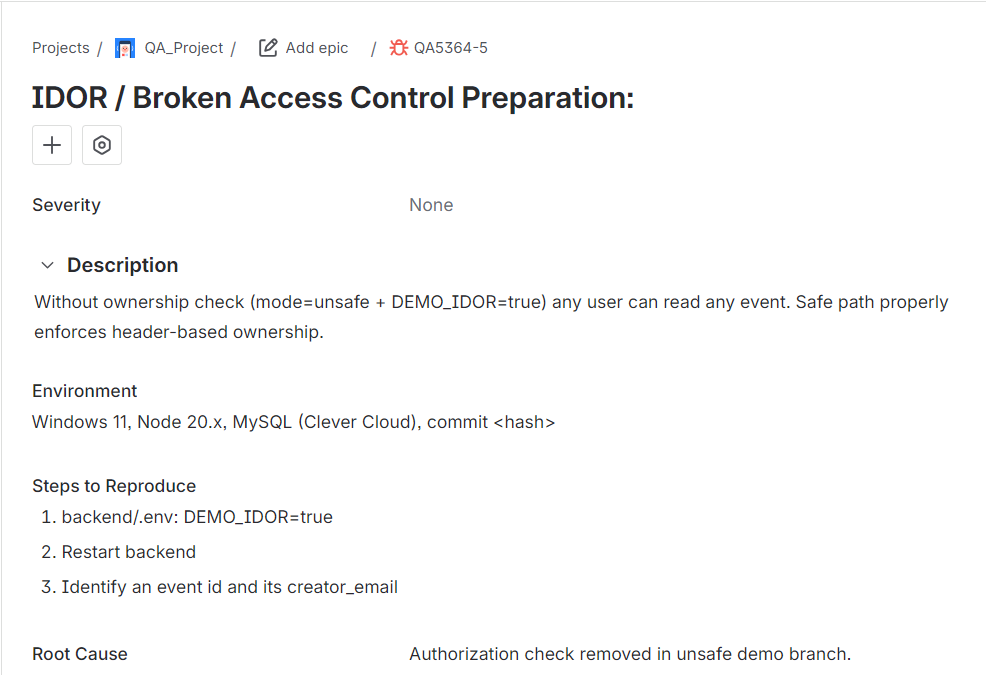 Projects / QA_Project / Add epic / QA5364-5
IDOR / Broken Access Control Preparation:
Severity None
Description
Without ownership check (mode=unsafe + DEMO_IDOR=true) any user can read any event. Safe path properly
enforces header-based ownership.
Environment
Windows 11, Node 20.x, MySQL (Clever Cloud), commit <hash>
Steps to Reproduce
1. backend/.env: DEMO_IDOR=true
2. Restart backend
3. Identify an event id and its creator_email
Root Cause Authorization check removed in unsafe demo branch.